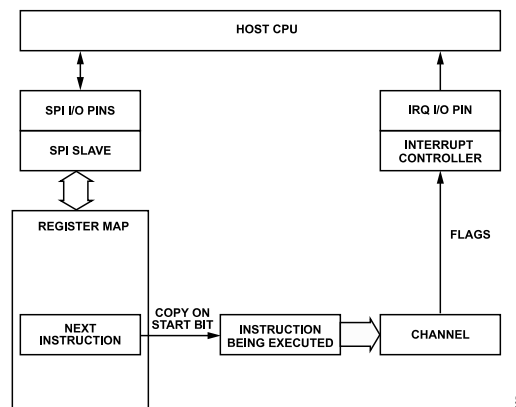 HOST CPU
SPI I/O PINS
IRQ I/O PIN
SPI SLAVE
INTERRUPT
CONTROLLER
REGISTER MAP
FLAGS
COPY ON
START BIT
NEXT
INSTRUCTION
INSTRUCTION
BEING EXECUTED
CHANNEL